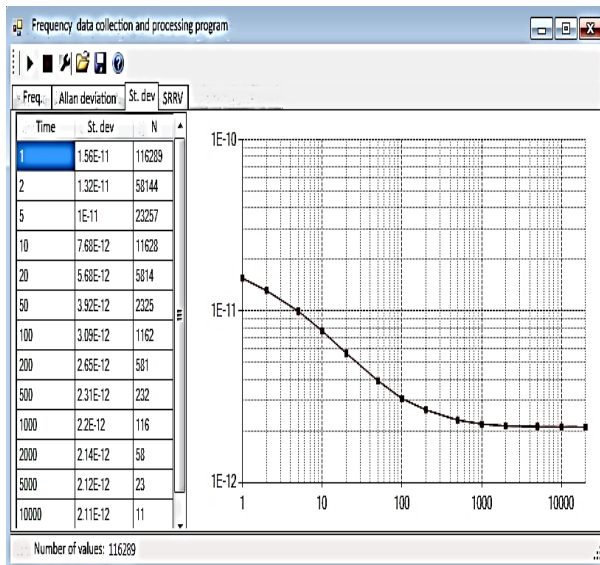 Frequency data collection and processing program
Freq. Allan deviation St. dev SRRV
Time St. dev N
1 1.56E-11 116289
2 1.32E-11 58144
5 1E-11 23257
10 7.68E-12 11628
20 5.68E-12 5814
50 3.92E-12 2325
100 3.09E-12 1162
200 2.65E-12 581
500 2.31E-12 232
1000 2.2E-12 116
2000 2.14E-12 58
5000 2.12E-12 23
10000 2.11E-12 11
1E-10
1E-11
1E-12
1 10 100 1000 10000
Number of values: 116289